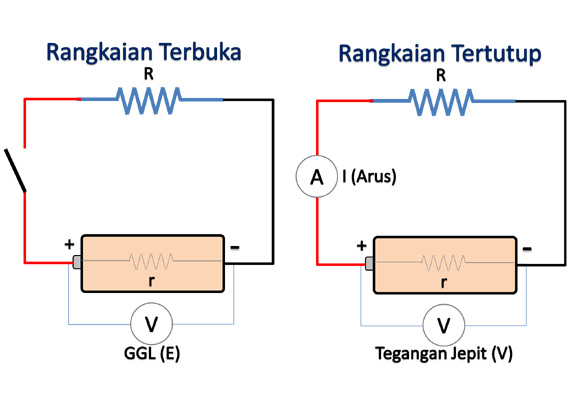 Rangkaian Terbuka
R
+
-
r
V
GGL (E)
Rangkaian Tertutup
R
A
I (Arus)
+
-
r
V
Tegangan Jepit (V)